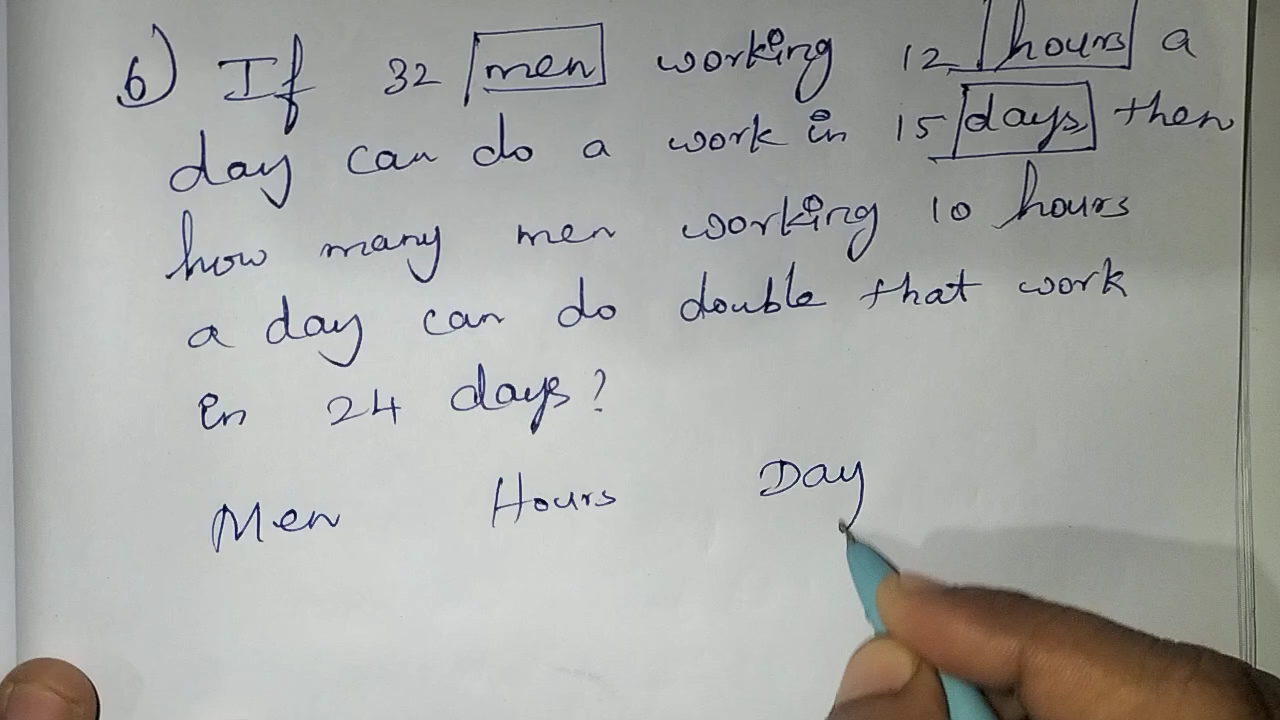 6) If 32 men working 12 hours a
day can do a work in 15 days then
how many men working 10 hours
a day can do double that work
in 24 days?
Men Hours Day